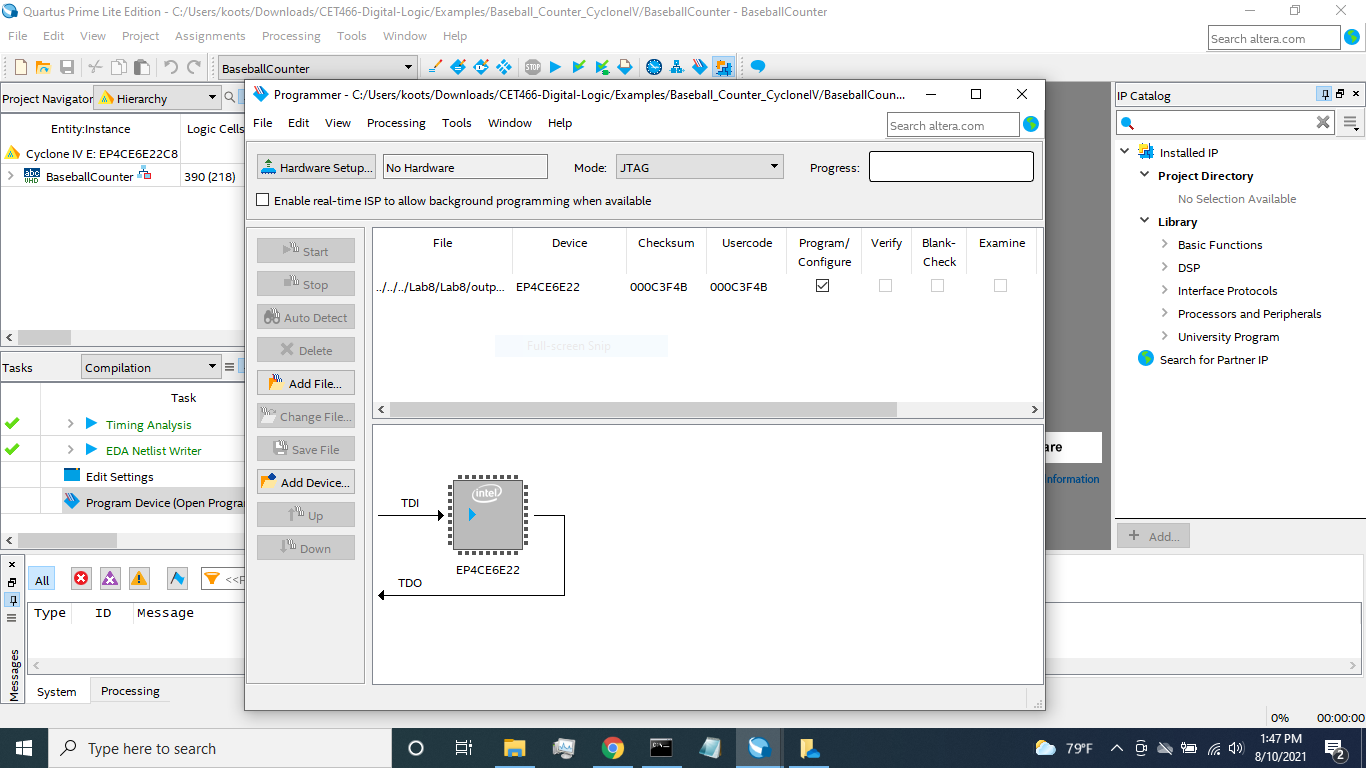 Quartus Prime Lite Edition - C:/Users/koots/Downloads/CET466-Digital-Logic/Examples/Baseball_Counter_CycloneIV/BaseballCounter - BaseballCounter
File Edit View Project Assignments Processing Tools Window Help
Search altera.com
BaseballCounter
STOP
Project Navigator Hierarchy
Entity:Instance Logic Cells
Cyclone IV E: EP4CE6E22C8
abc VHD BaseballCounter 390 (218)
Tasks Compilation
Task
Timing Analysis
EDA Netlist Writer
Edit Settings
Program Device (Open Progra
Programmer - C:/Users/koots/Downloads/CET466-Digital-Logic/Examples/Baseball_Counter_CycloneIV/BaseballCoun...
File Edit View Processing Tools Window Help
Search altera.com
Hardware Setup... No Hardware Mode: JTAG Progress:
Enable real-time ISP to allow background programming when available
Start
Stop
Auto Detect
Delete
Add File...
Change File...
Save File
Add Device...
Up
Down
File Device Checksum Usercode Program/ Configure Verify Blank- Check Examine
../../../Lab8/Lab8/outp... EP4CE6E22 000C3F4B 000C3F4B
Full-screen Snip
TDI
intel
EP4CE6E22
TDO
are
Information
IP Catalog
Installed IP
Project Directory
No Selection Available
Library
Basic Functions
DSP
Interface Protocols
Processors and Peripherals
University Program
Search for Partner IP
+ Add...
All <<F
Type ID Message
Messages
System Processing
0% 00:00:00
Type here to search
79°F
1:47 PM
8/10/2021
2